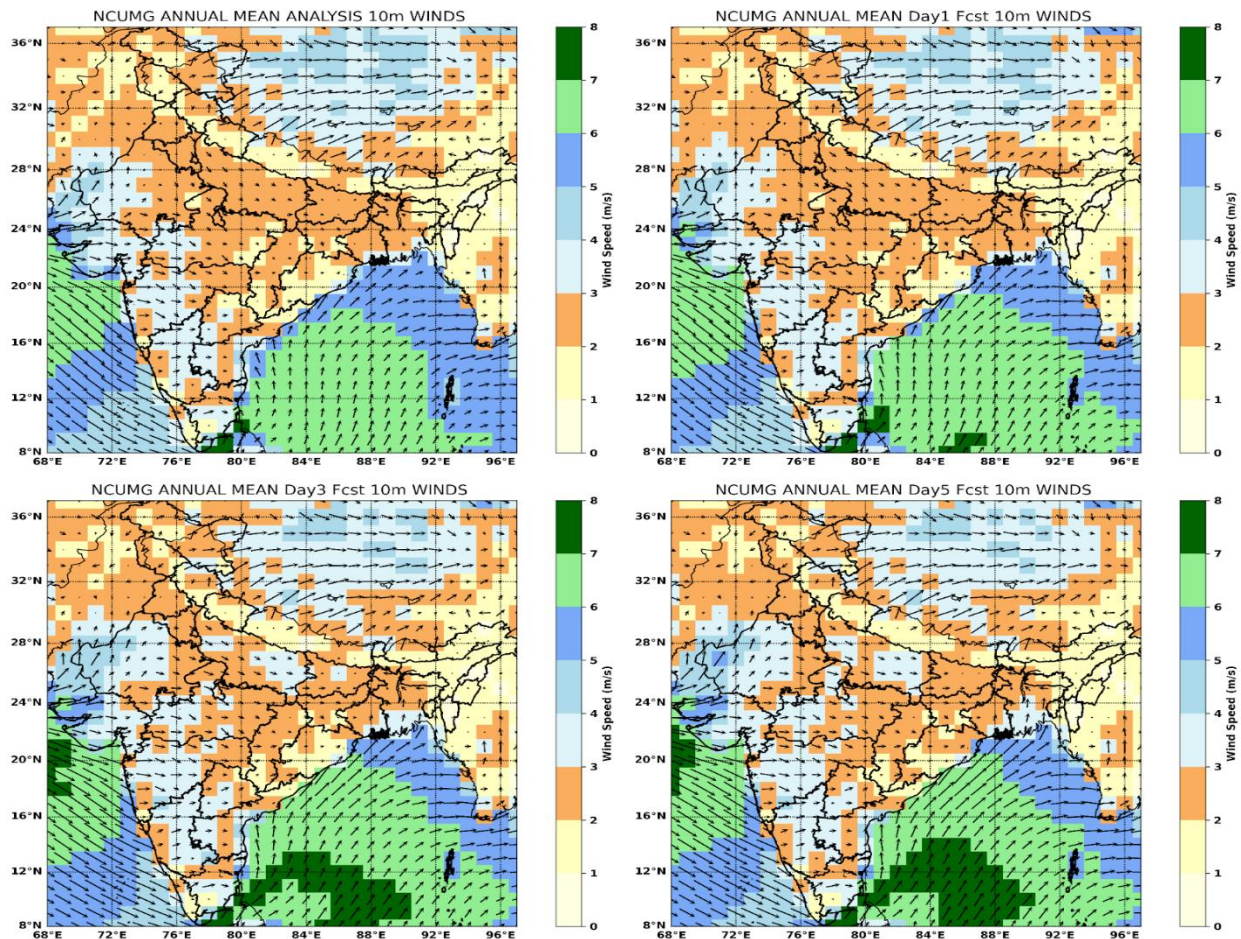 NCUMG ANNUAL MEAN ANALYSIS 10m WINDS
36°N
32°N
28°N
24°N
20°N
16°N
12°N
8°N
68°E 72°E 76°E 80°E 84°E 88°E 92°E 96°E
8
7
6
5
4
3
2
1
0
Wind Speed (m/s)
NCUMG ANNUAL MEAN Day1 Fcst 10m WINDS
36°N
32°N
28°N
24°N
20°N
16°N
12°N
8°N
68°E 72°E 76°E 80°E 84°E 88°E 92°E 96°E
8
7
6
5
4
3
2
1
0
Wind Speed (m/s)
NCUMG ANNUAL MEAN Day3 Fcst 10m WINDS
36°N
32°N
28°N
24°N
20°N
16°N
12°N
8°N
68°E 72°E 76°E 80°E 84°E 88°E 92°E 96°E
8
7
6
5
4
3
2
1
0
Wind Speed (m/s)
NCUMG ANNUAL MEAN Day5 Fcst 10m WINDS
36°N
32°N
28°N
24°N
20°N
16°N
12°N
8°N
68°E 72°E 76°E 80°E 84°E 88°E 92°E 96°E
8
7
6
5
4
3
2
1
0
Wind Speed (m/s)